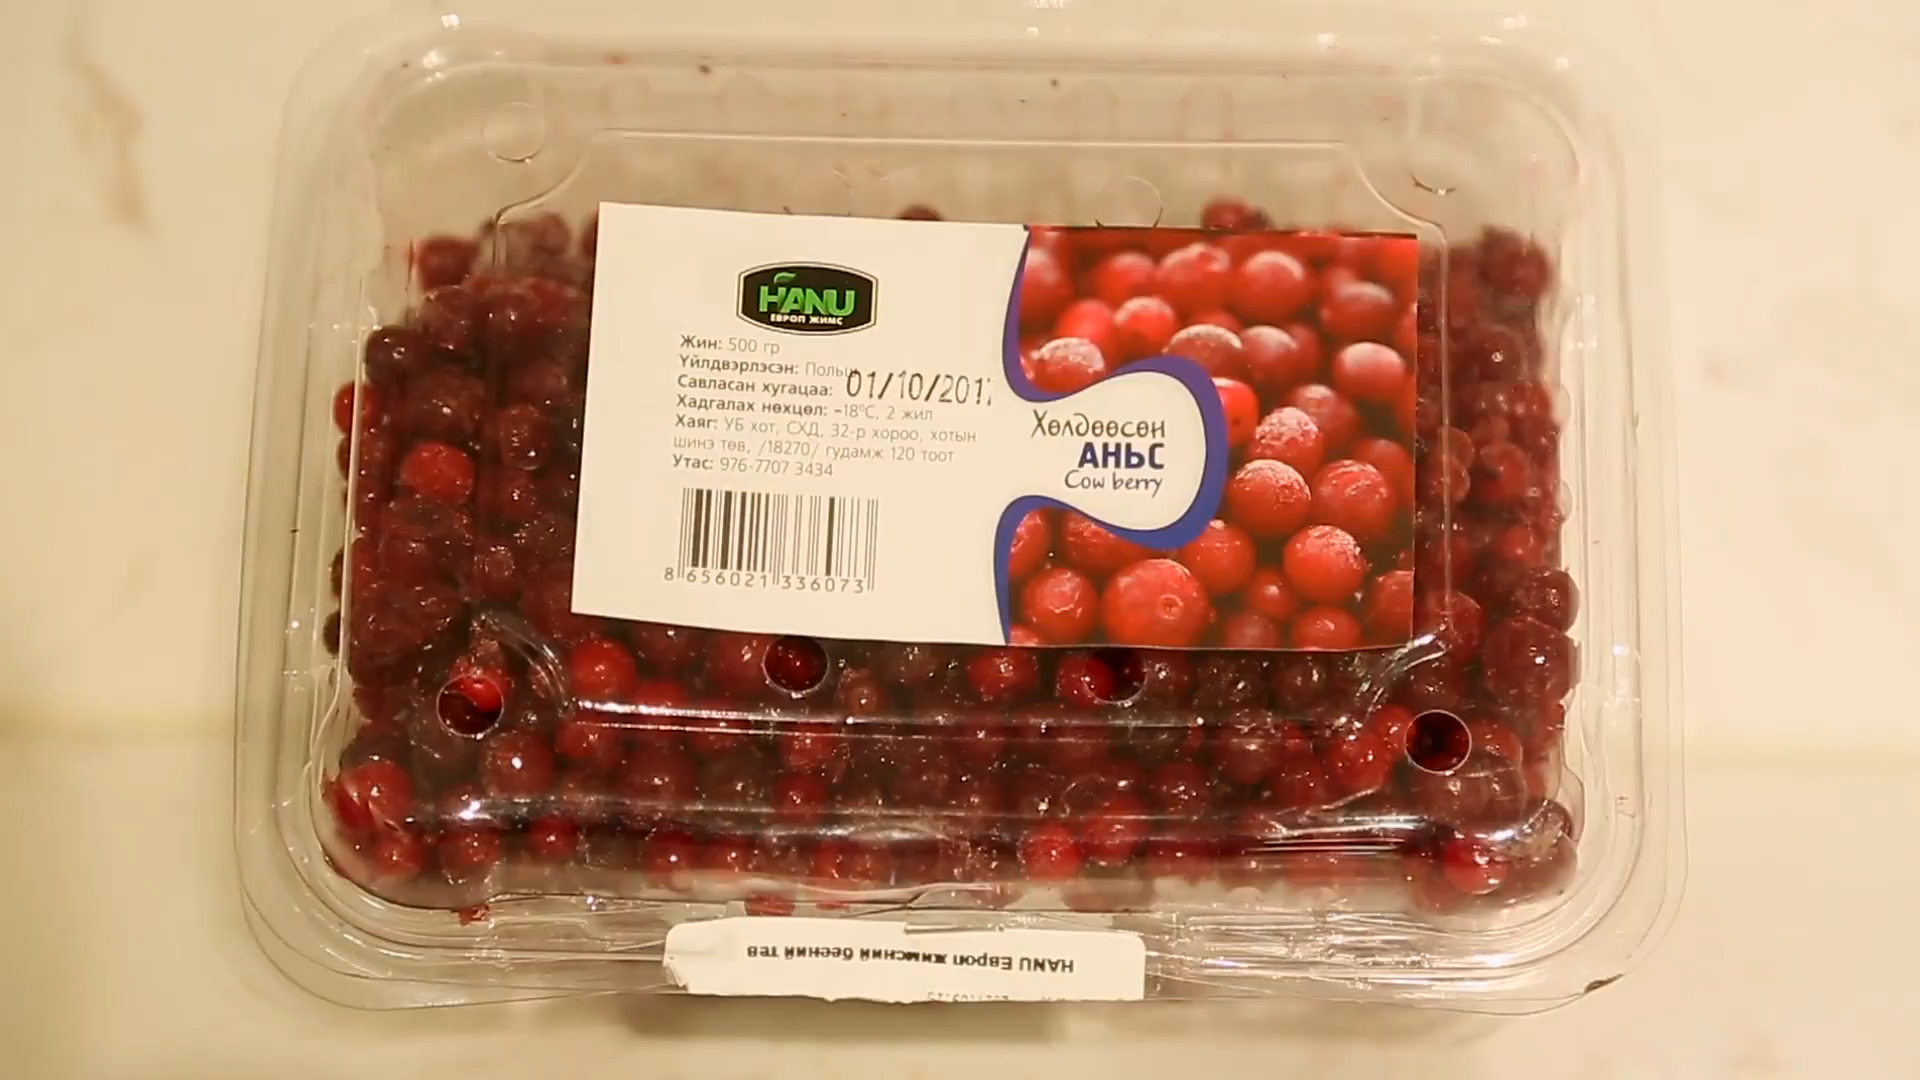 HANU
ЕВРОП ЖИМС
Жин: 500 гр
Үйлдвэрлэсэн: Польш
Савласан хугацаа: 01/10/2017
Хадгалах нөхцөл: -18°C, 2 жил
Хаяг: УБ хот, СХД, 32-р хороо, хотын
шинэ төв, /18270/ гудамж 120 тоот
Утас: 976-7707 3434
8 656021 336073
Хөлдөөсөн
АНЬС
Cow berry
HANU Европ жимсний бөөний төв